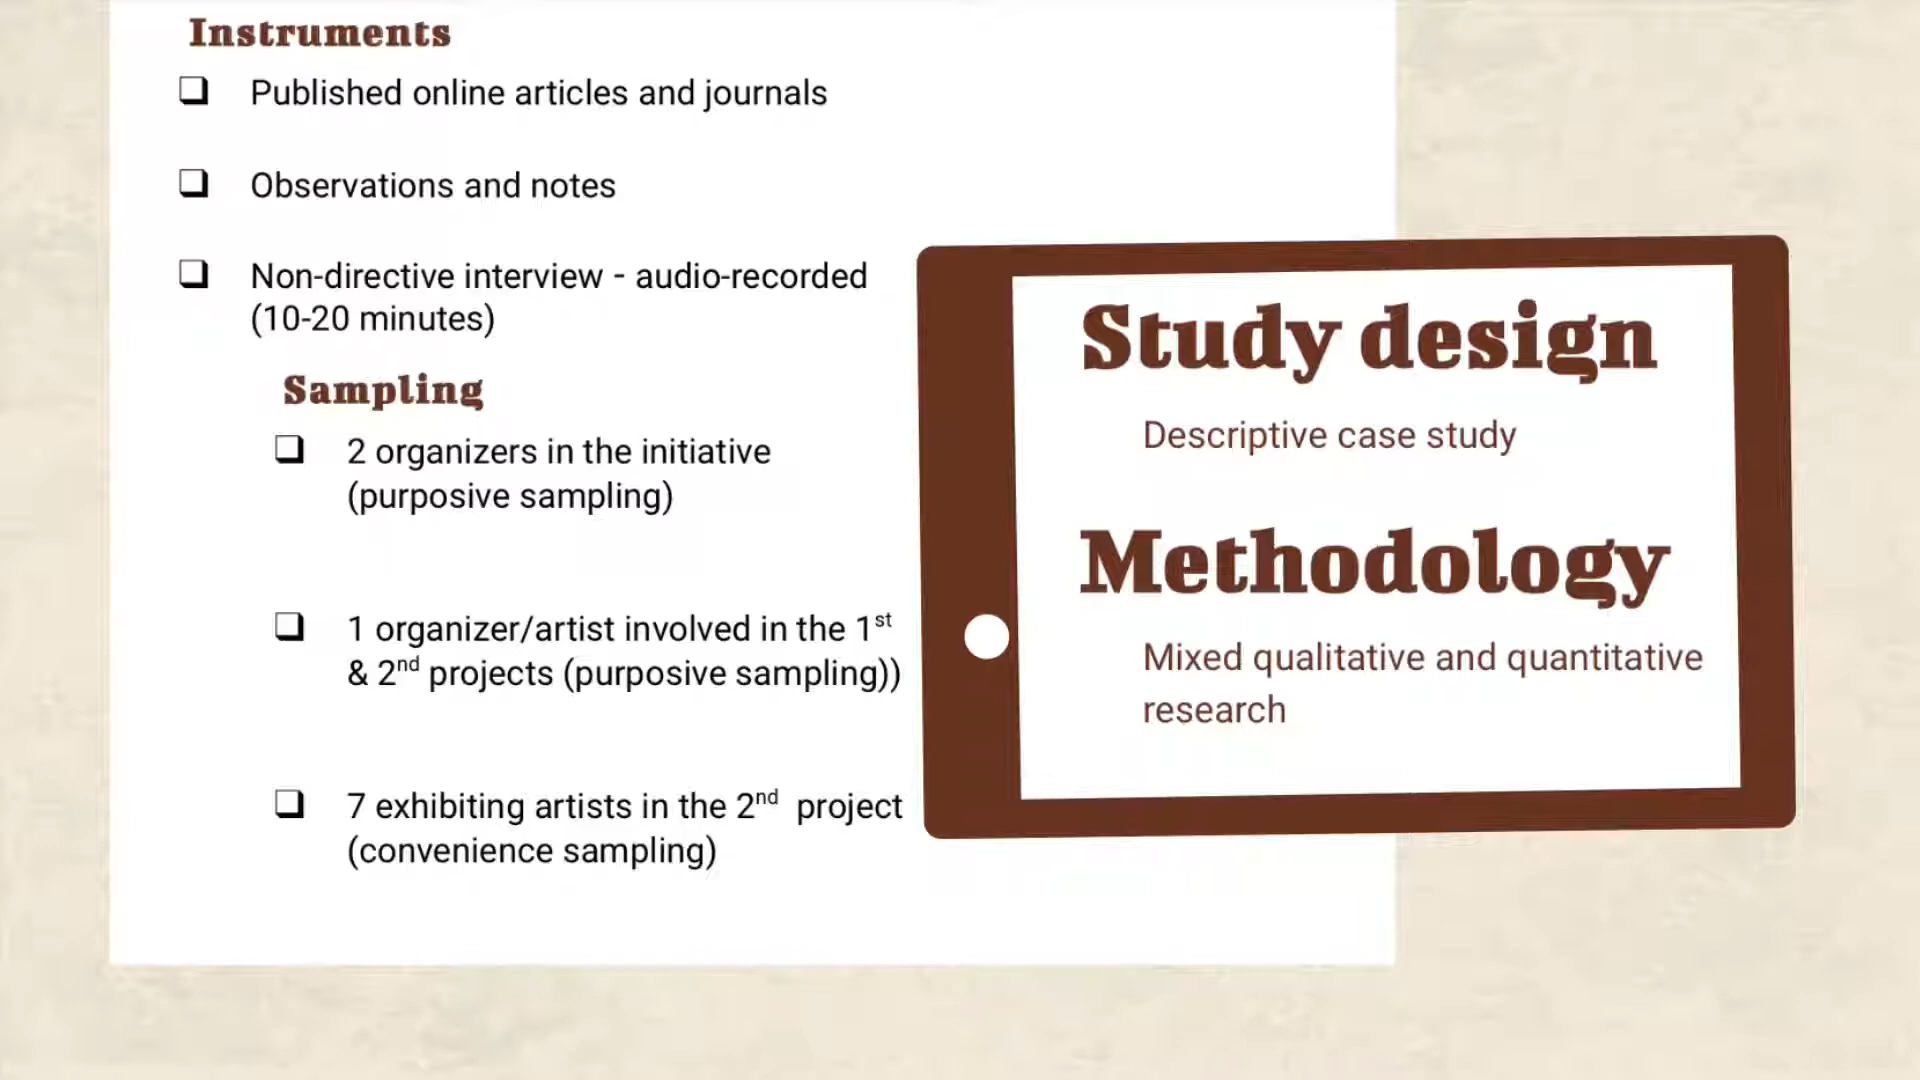 Instruments
❑ Published online articles and journals
❑ Observations and notes
❑ Non-directive interview - audio-recorded
(10-20 minutes)
Sampling
❑ 2 organizers in the initiative
(purposive sampling)
❑ 1 organizer/artist involved in the 1st
& 2nd projects (purposive sampling))
❑ 7 exhibiting artists in the 2nd project
(convenience sampling)
Study design
Descriptive case study
Methodology
Mixed qualitative and quantitative
research